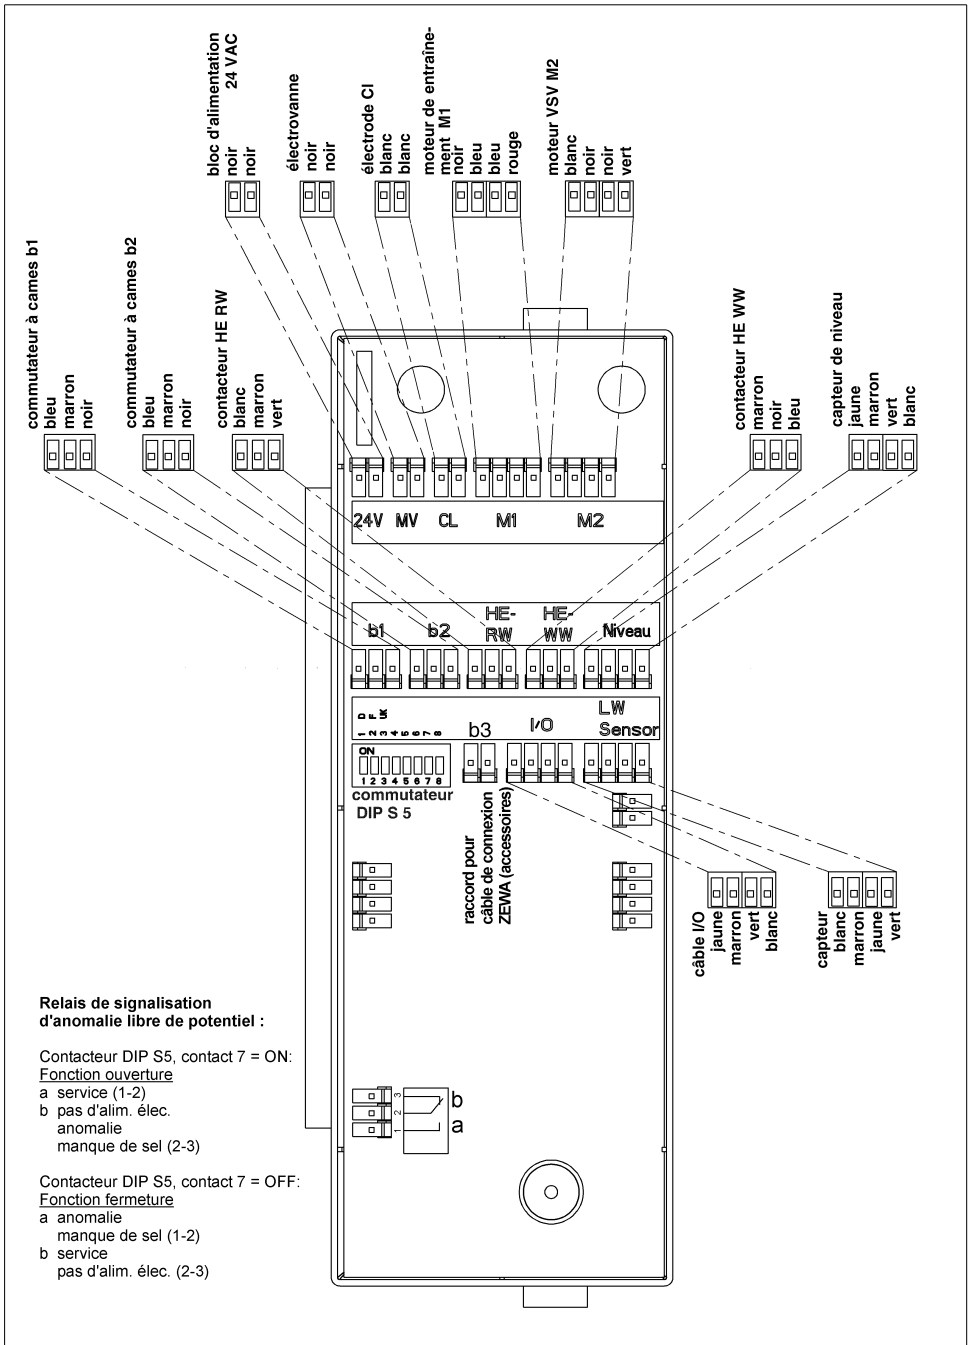 bloc d'alimentation
24 VAC
noir
noir
électrovanne
noir
noir
électrode Cl
blanc
blanc
moteur de entraîne-
ment M1
noir
bleu
bleu
rouge
moteur VSV M2
blanc
noir
noir
vert
commutateur à cames b1
bleu
marron
noir
commutateur à cames b2
bleu
marron
noir
contacteur HE RW
blanc
marron
vert
contacteur HE WW
marron
noir
bleu
capteur de niveau
jaune
marron
vert
blanc
24V MV CL M1 M2
b1 b2 HE-RW HE-WW Niveau
1 D
2 F
3 UK
4
5
6
7
8
b3 I/O LW Sensor
ON
1 2 3 4 5 6 7 8
commutateur
DIP S 5
raccord pour
câble de connexion
ZEWA (accessoires)
câble I/O
jaune
marron
vert
blanc
capteur
blanc
marron
jaune
vert
Relais de signalisation
d'anomalie libre de potentiel :
Contacteur DIP S5, contact 7 = ON:
Fonction ouverture
a service (1-2)
b pas d'alim. élec.
anomalie
manque de sel (2-3)
Contacteur DIP S5, contact 7 = OFF:
Fonction fermeture
a anomalie
manque de sel (1-2)
b service
pas d'alim. élec. (2-3)
3 b
2
1 a